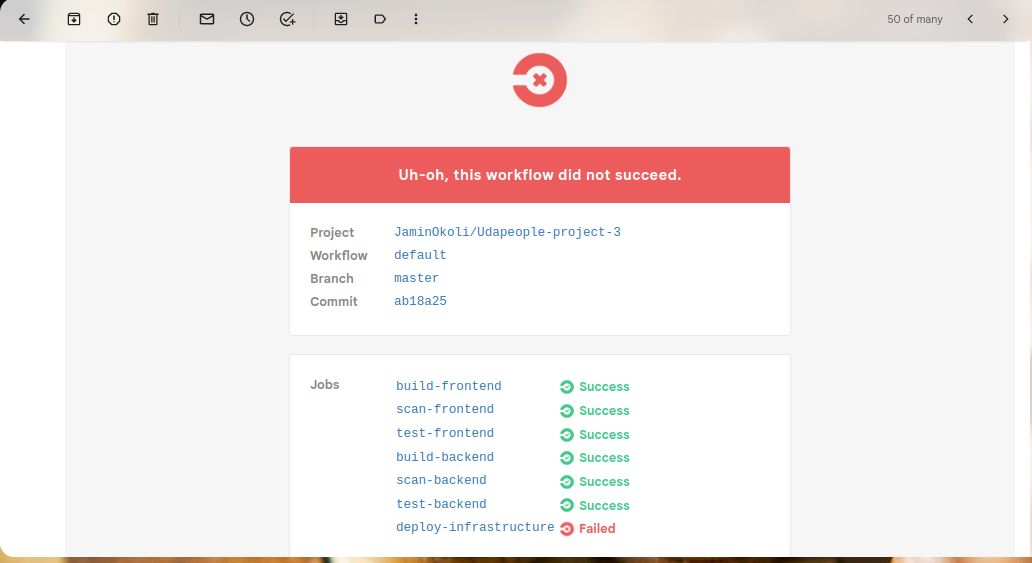 50 of many
Uh-oh, this workflow did not succeed.
Project JaminOkoli/Udapeople-project-3
Workflow default
Branch master
Commit ab18a25
Jobs build-frontend Success
scan-frontend Success
test-frontend Success
build-backend Success
scan-backend Success
test-backend Success
deploy-infrastructure Failed